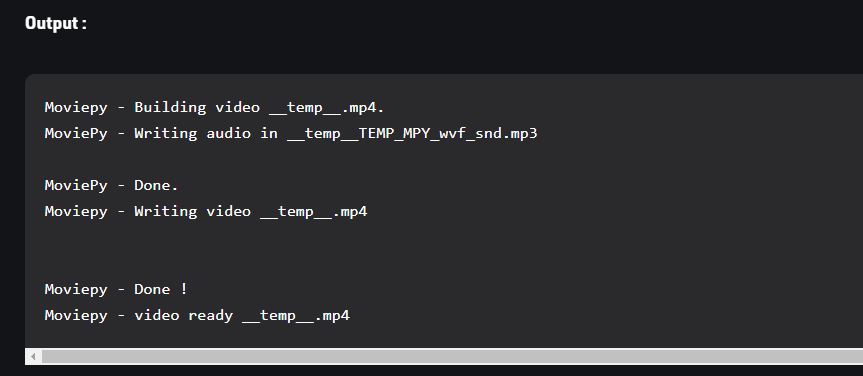 Output :
Moviepy - Building video __temp__.mp4.
MoviePy - Writing audio in __temp__TEMP_MPY_wvf_snd.mp3
MoviePy - Done.
Moviepy - Writing video __temp__.mp4
Moviepy - Done !
Moviepy - video ready __temp__.mp4